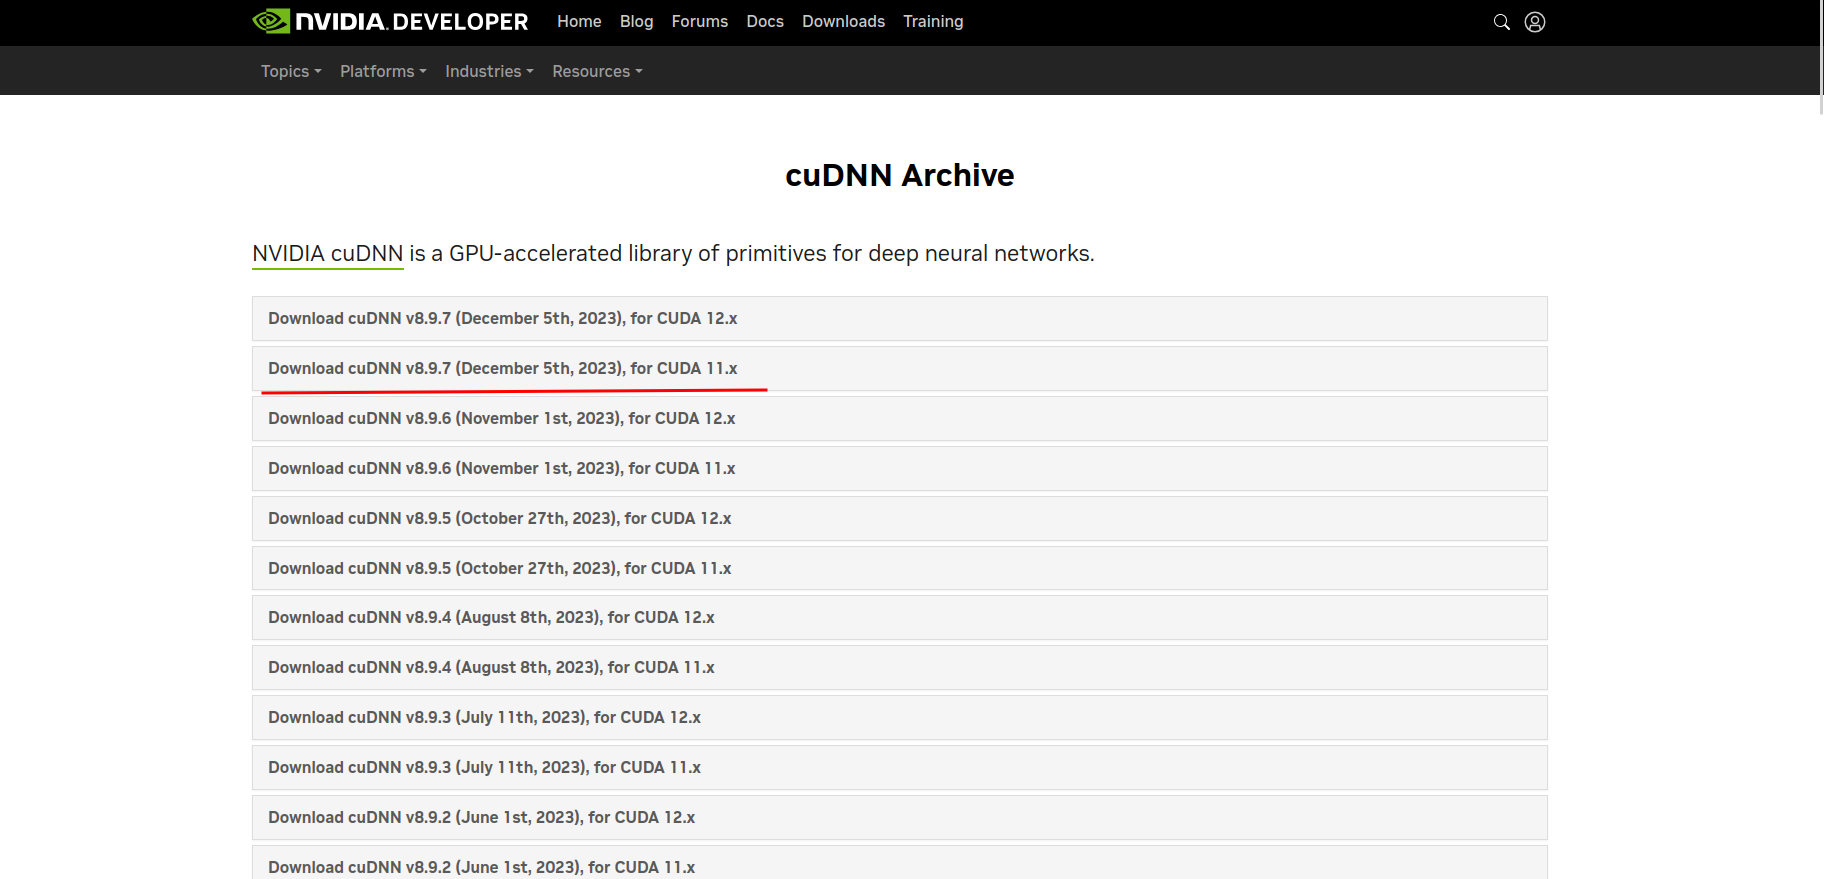 NVIDIA. DEVELOPER Home Blog Forums Docs Downloads Training
Topics Platforms Industries Resources
cuDNN Archive
NVIDIA cuDNN is a GPU-accelerated library of primitives for deep neural networks.
Download cuDNN v8.9.7 (December 5th, 2023), for CUDA 12.x
Download cuDNN v8.9.7 (December 5th, 2023), for CUDA 11.x
Download cuDNN v8.9.6 (November 1st, 2023), for CUDA 12.x
Download cuDNN v8.9.6 (November 1st, 2023), for CUDA 11.x
Download cuDNN v8.9.5 (October 27th, 2023), for CUDA 12.x
Download cuDNN v8.9.5 (October 27th, 2023), for CUDA 11.x
Download cuDNN v8.9.4 (August 8th, 2023), for CUDA 12.x
Download cuDNN v8.9.4 (August 8th, 2023), for CUDA 11.x
Download cuDNN v8.9.3 (July 11th, 2023), for CUDA 12.x
Download cuDNN v8.9.3 (July 11th, 2023), for CUDA 11.x
Download cuDNN v8.9.2 (June 1st, 2023), for CUDA 12.x
Download cuDNN v8.9.2 (June 1st, 2023), for CUDA 11.x